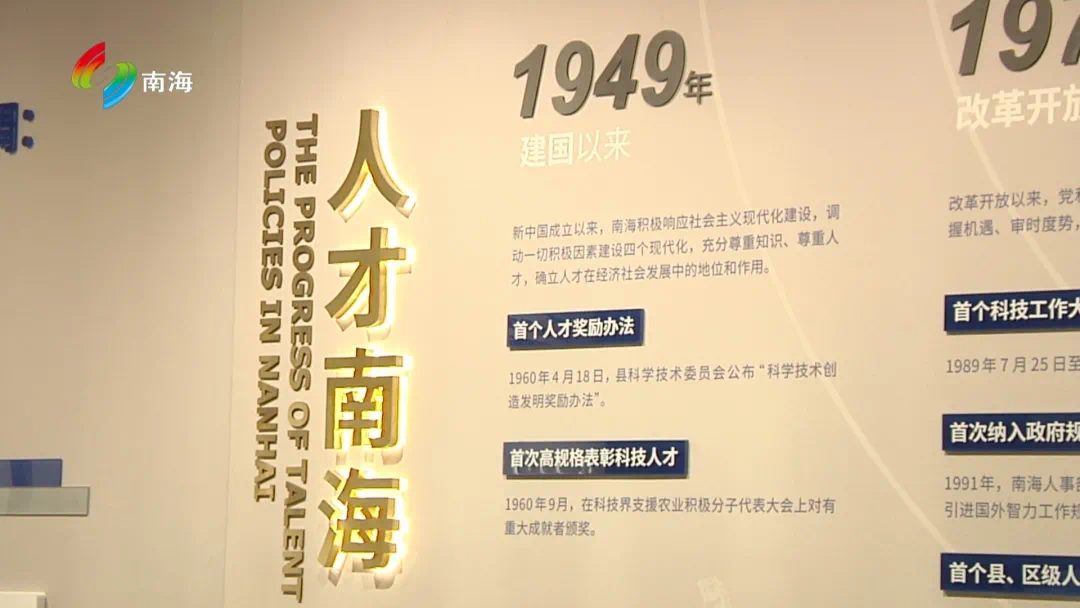 南海
人才南海
THE PROGRESS OF TALENT
POLICIES IN NANHAI
1949年
建国以来
新中国成立以来，南海积极响应社会主义现代化建设，调
动一切积极因素建设四个现代化，充分尊重知识、尊重人
才，确立人才在经济社会发展中的地位和作用。
首个人才奖励办法
1960年4月18日，县科学技术委员会公布“科学技术创
造发明奖励办法”。
首次高规格表彰科技人才
1960年9月，在科技界支援农业积极分子代表大会上对有
重大成就者颁奖。
197
改革开放
改革开放以来，党和
握机遇、审时度势，
首个科技工作大
1989年7月25日至
首次纳入政府规
1991年，南海人事部
引进国外智力工作规
首个县、区级人